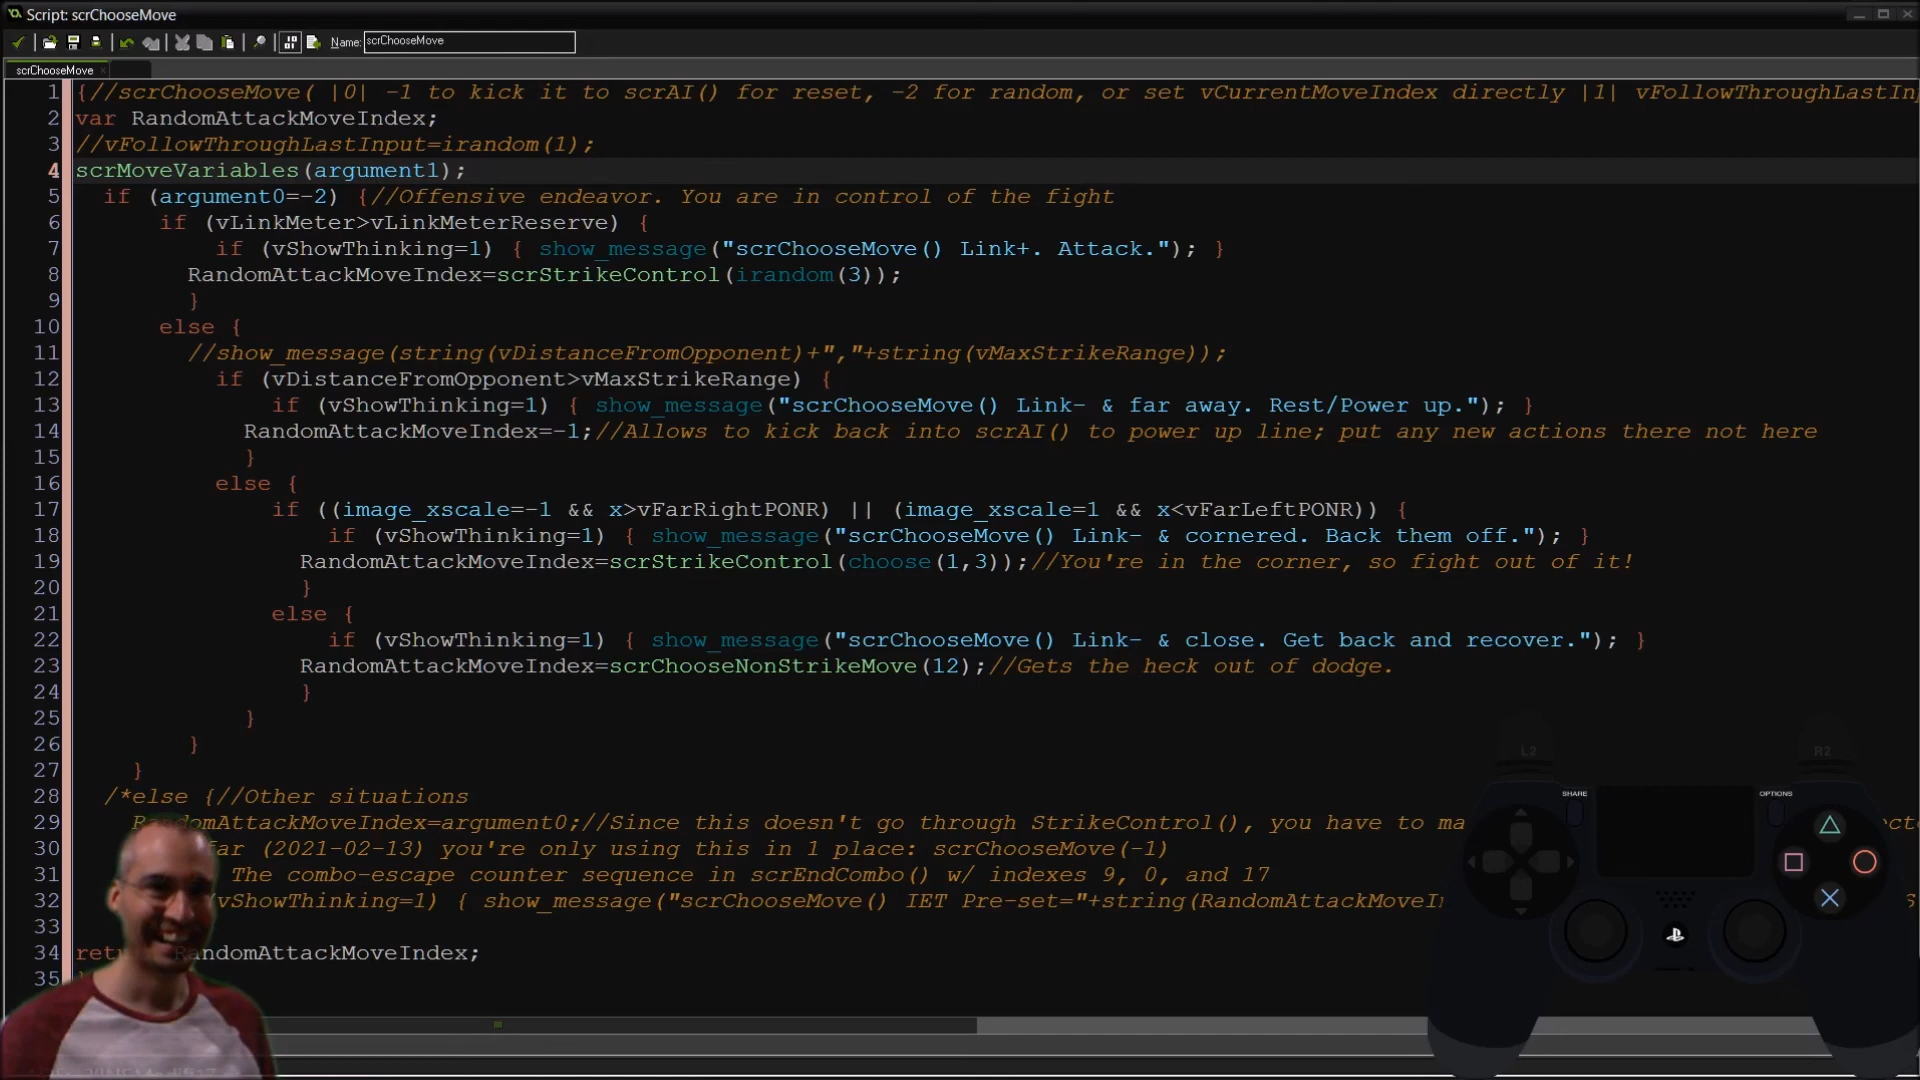 Script: scrChooseMove
Name: scrChooseMove
scrChooseMove
1 {//scrChooseMove( |0| -1 to kick it to scrAI() for reset, -2 for random, or set vCurrentMoveIndex directly |1| vFollowThroughLastInp
2 var RandomAttackMoveIndex;
3 //vFollowThroughLastInput=irandom(1);
4 scrMoveVariables(argument1);
5 if (argument0=-2) {//Offensive endeavor. You are in control of the fight
6 if (vLinkMeter>vLinkMeterReserve) {
7 if (vShowThinking=1) { show_message("scrChooseMove() Link+. Attack."); }
8 RandomAttackMoveIndex=scrStrikeControl(irandom(3));
9 }
10 else {
11 //show_message(string(vDistanceFromOpponent)+","+string(vMaxStrikeRange));
12 if (vDistanceFromOpponent>vMaxStrikeRange) {
13 if (vShowThinking=1) { show_message("scrChooseMove() Link- & far away. Rest/Power up."); }
14 RandomAttackMoveIndex=-1;//Allows to kick back into scrAI() to power up line; put any new actions there not here
15 }
16 else {
17 if ((image_xscale=-1 && x>vFarRightPONR) || (image_xscale=1 && x<vFarLeftPONR)) {
18 if (vShowThinking=1) { show_message("scrChooseMove() Link- & cornered. Back them off."); }
19 RandomAttackMoveIndex=scrStrikeControl(choose(1,3));//You're in the corner, so fight out of it!
20 }
21 else {
22 if (vShowThinking=1) { show_message("scrChooseMove() Link- & close. Get back and recover."); }
23 RandomAttackMoveIndex=scrChooseNonStrikeMove(12);//Gets the heck out of dodge.
24 }
25 }
26 }
27 }
28 /*else {//Other situations
29 RandomAttackMoveIndex=argument0;//Since this doesn't go through StrikeControl(), you have to ma
30 far (2021-02-13) you're only using this in 1 place: scrChooseMove(-1)
31 The combo-escape counter sequence in scrEndCombo() w/ indexes 9, 0, and 17
32 (vShowThinking=1) { show_message("scrChooseMove() IET Pre-set="+string(RandomAttackMoveI
33
34 RandomAttackMoveIndex;
35
L2 R2
SHARE OPTIONS